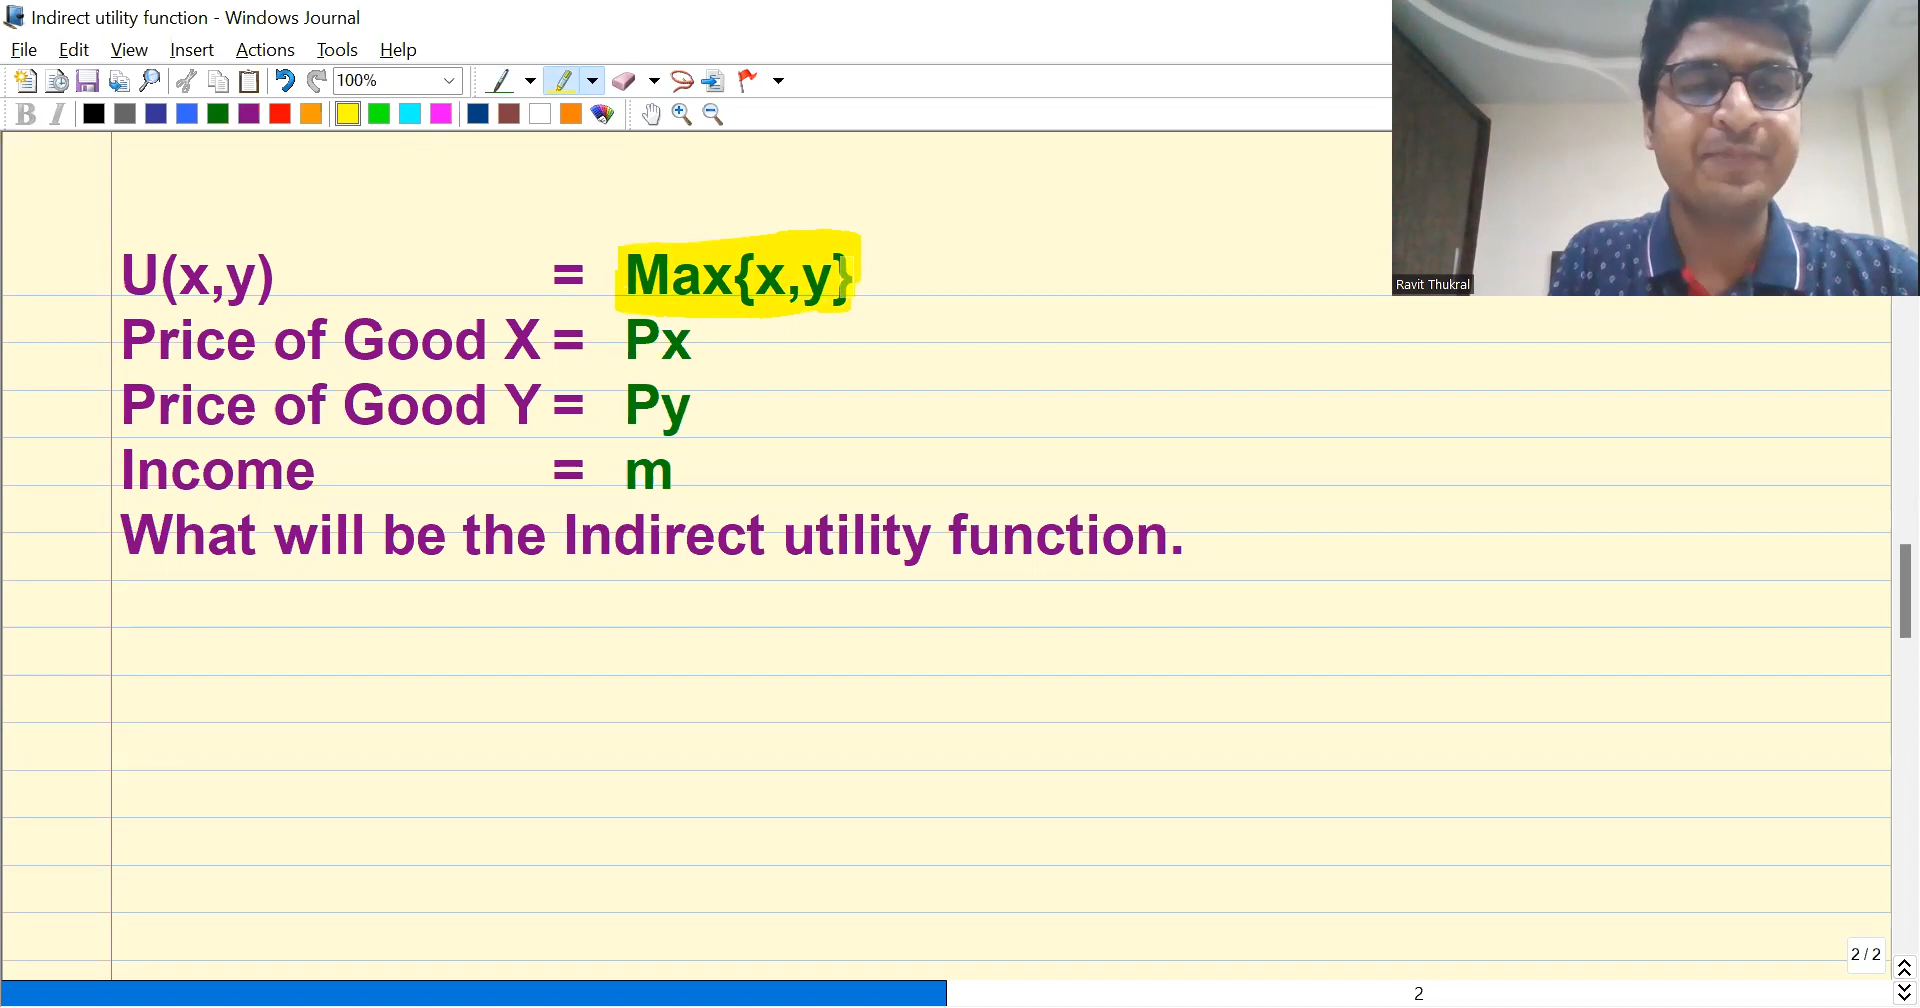 Indirect utility function - Windows Journal
File Edit View Insert Actions Tools Help
100%
B I
Ravit Thukral
U(x,y) = Max{x,y}
Price of Good X = Px
Price of Good Y = Py
Income = m
What will be the Indirect utility function.
2 / 2
2